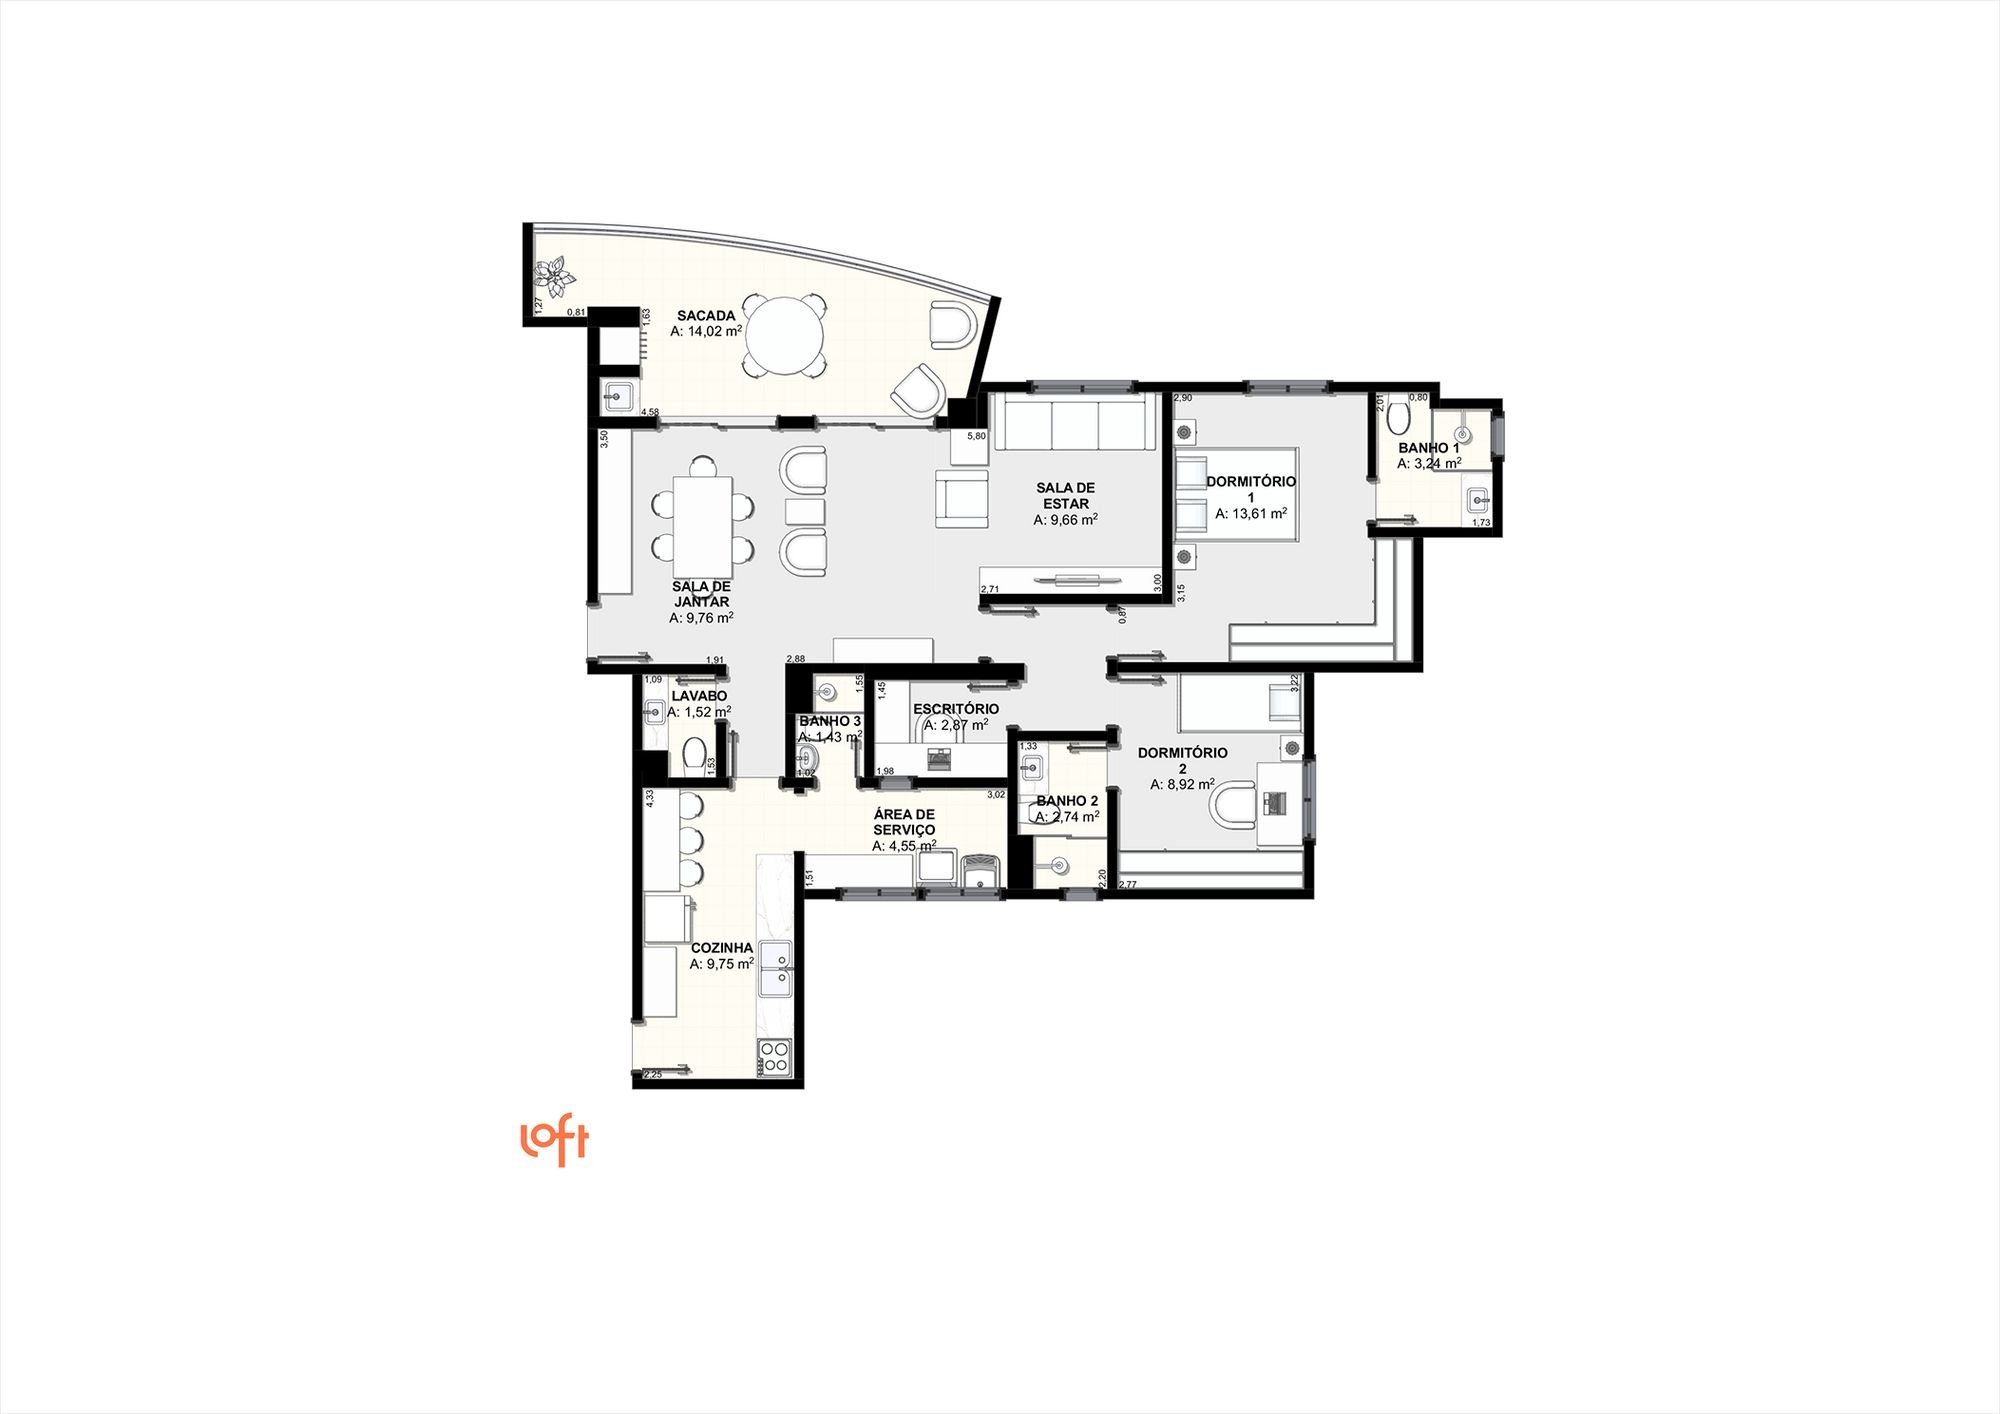 SACADA
A: 14,02 m²
1,27
0,81
1,63
4,58
3,50
5,80
SALA DE
ESTAR
A: 9,66 m²
2,71
3,00
2,90
DORMITÓRIO
1
A: 13,61 m²
3,15
0,87
2,01
0,80
BANHO 1
A: 3,24 m²
1,73
SALA DE
JANTAR
A: 9,76 m²
1,91
2,88
1,09
LAVABO
A: 1,52 m²
1,53
1,55
BANHO 3
A: 1,43 m²
1,02
1,45
ESCRITÓRIO
A: 2,87 m²
1,98
1,33
BANHO 2
A: 2,74 m²
2,20
3,22
DORMITÓRIO
2
A: 8,92 m²
2,77
4,33
3,02
ÁREA DE
SERVIÇO
A: 4,55 m²
1,51
COZINHA
A: 9,75 m²
2,25
Loft